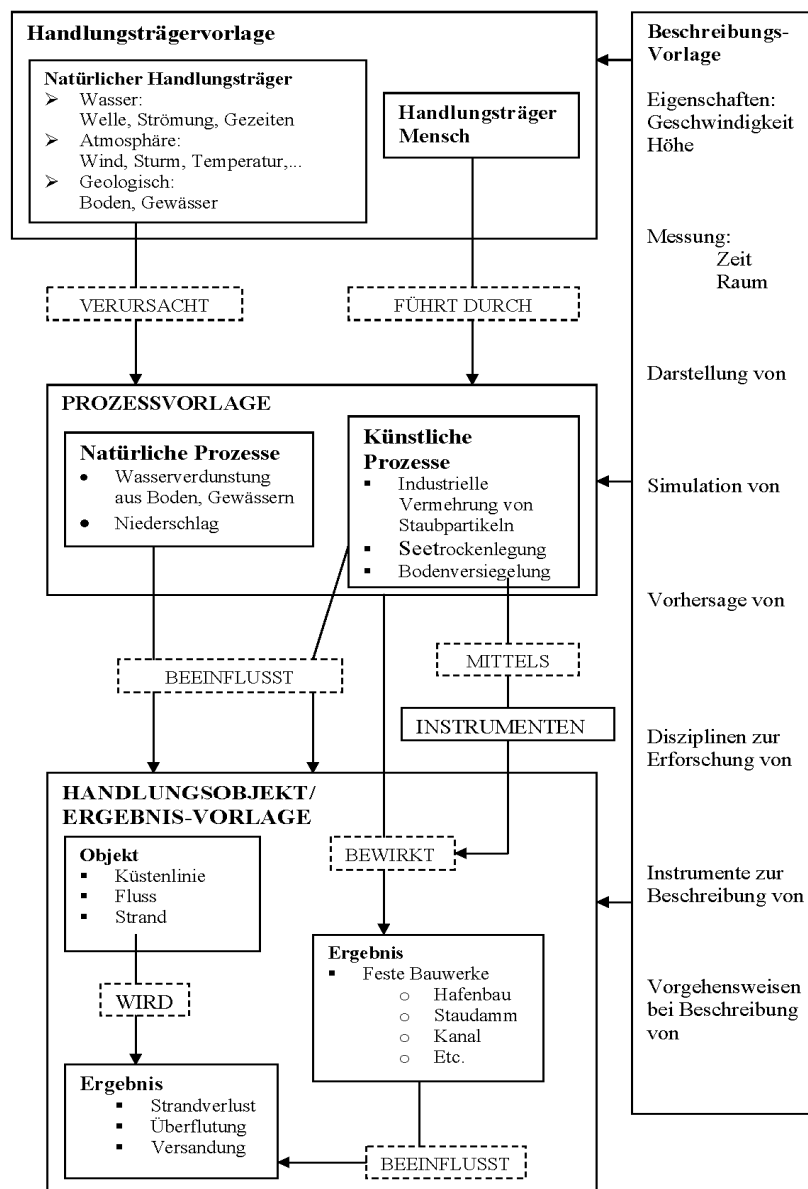 Handlungsträgervorlage
Natürlicher Handlungsträger
➢ Wasser:
Welle, Strömung, Gezeiten
➢ Atmosphäre:
Wind, Sturm, Temperatur,...
➢ Geologisch:
Boden, Gewässer
Handlungsträger
Mensch
VERURSACHT
FÜHRT DURCH
PROZESSVORLAGE
Natürliche Prozesse
● Wasserverdunstung
aus Boden, Gewässern
● Niederschlag
Künstliche
Prozesse
▪ Industrielle
Vermehrung von
Staubpartikeln
▪ Seetrockenlegung
▪ Bodenversiegelung
BEEINFLUSST
MITTELS
INSTRUMENTEN
HANDLUNGSOBJEKT/
ERGEBNIS-VORLAGE
Objekt
▪ Küstenlinie
▪ Fluss
▪ Strand
BEWIRKT
WIRD
Ergebnis
▪ Feste Bauwerke
○ Hafenbau
○ Staudamm
○ Kanal
○ Etc.
Ergebnis
▪ Strandverlust
▪ Überflutung
▪ Versandung
BEEINFLUSST
Beschreibungs-
Vorlage
Eigenschaften:
Geschwindigkeit
Höhe
Messung:
Zeit
Raum
Darstellung von
Simulation von
Vorhersage von
Disziplinen zur
Erforschung von
Instrumente zur
Beschreibung von
Vorgehensweisen
bei Beschreibung
von